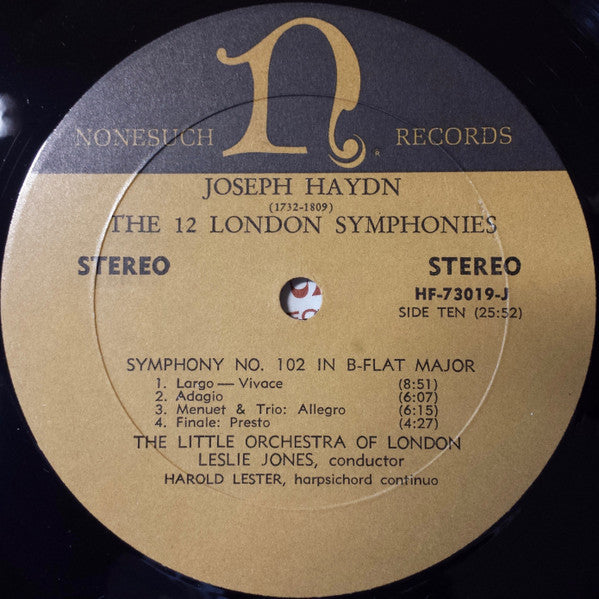 n
®
NONESUCH RECORDS
JOSEPH HAYDN
(1732-1809)
THE 12 LONDON SYMPHONIES
STEREO STEREO
HF-73019-J
SIDE TEN (25:52)
SYMPHONY NO. 102 IN B-FLAT MAJOR
1. Largo — Vivace (8:51)
2. Adagio (6:07)
3. Menuet & Trio: Allegro (6:15)
4. Finale: Presto (4:27)
THE LITTLE ORCHESTRA OF LONDON
LESLIE JONES, conductor
HAROLD LESTER, harpsichord continuo